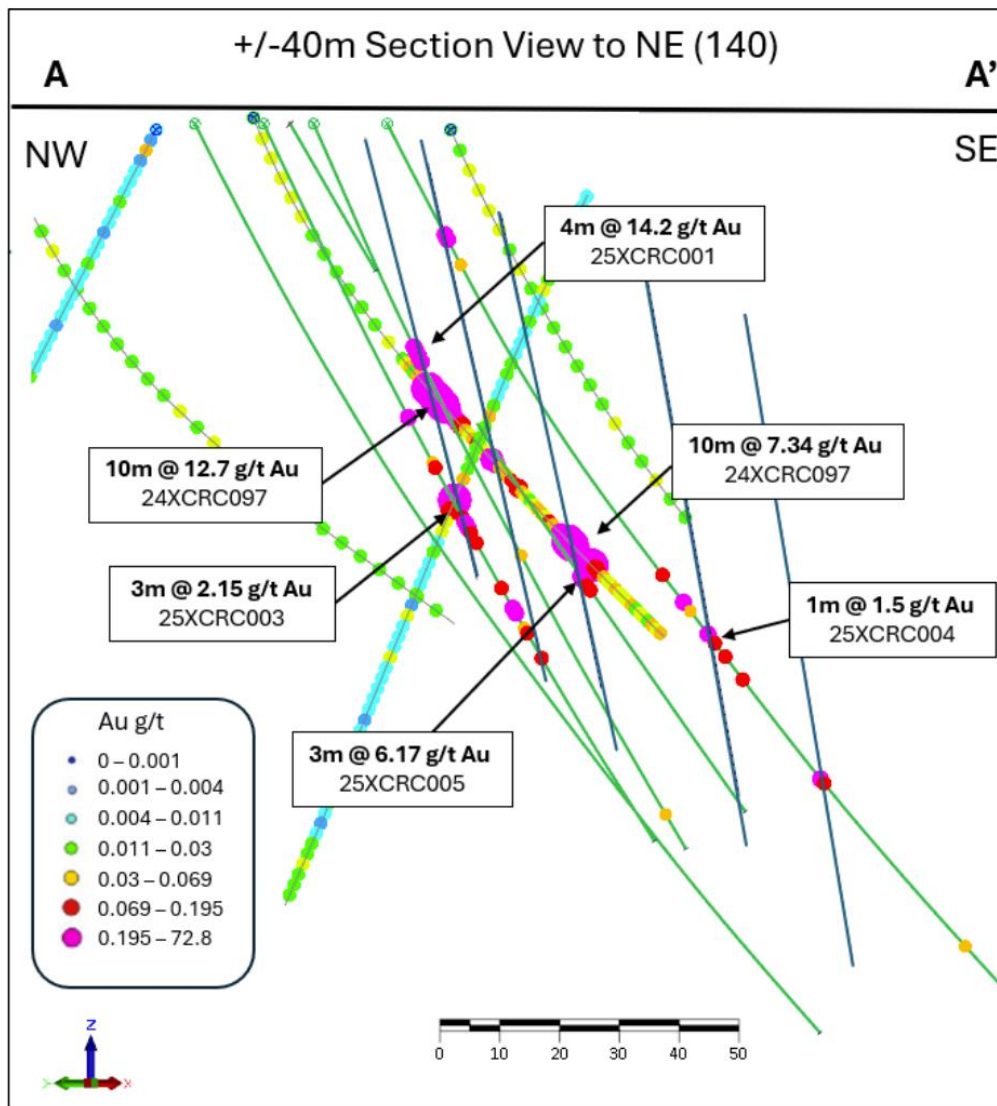 +/-40m Section View to NE (140)
A
A’
NW
SE
4m @ 14.2 g/t Au
25XCRC001
10m @ 12.7 g/t Au
24XCRC097
10m @ 7.34 g/t Au
24XCRC097
3m @ 2.15 g/t Au
25XCRC003
1m @ 1.5 g/t Au
25XCRC004
3m @ 6.17 g/t Au
25XCRC005
Au g/t
0 – 0.001
0.001 – 0.004
0.004 – 0.011
0.011 – 0.03
0.03 – 0.069
0.069 – 0.195
0.195 – 72.8
Z
Y
X
0 10 20 30 40 50